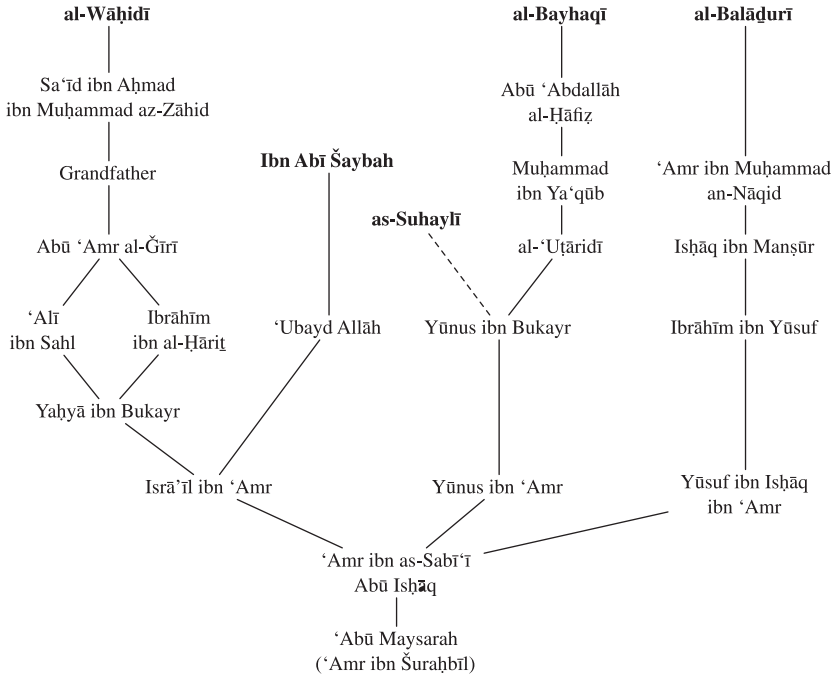 al-Wāḥidī
al-Bayhaqī
al-Balāḏurī
Sa‘īd ibn Aḥmad
ibn Muḥammad az-Zāhid
Abū ‘Abdallāh
al-Ḥāfiẓ
Grandfather
Ibn Abī Šaybah
Muḥammad
ibn Ya‘qūb
‘Amr ibn Muḥammad
an-Nāqid
as-Suhaylī
Abū ‘Amr al-Ǧīrī
al-‘Uṭāridī
Isḥāq ibn Manṣūr
‘Alī
ibn Sahl
Ibrāhīm
ibn al-Ḥāriṯ
‘Ubayd Allāh
Yūnus ibn Bukayr
Ibrāhīm ibn Yūsuf
Yaḥyā ibn Bukayr
Isrā’īl ibn ‘Amr
Yūnus ibn ‘Amr
Yūsuf ibn Isḥāq
ibn ‘Amr
‘Amr ibn as-Sabī‘ī
Abū Isḥāq
‘Abū Maysarah
(‘Amr ibn Šuraḥbīl)